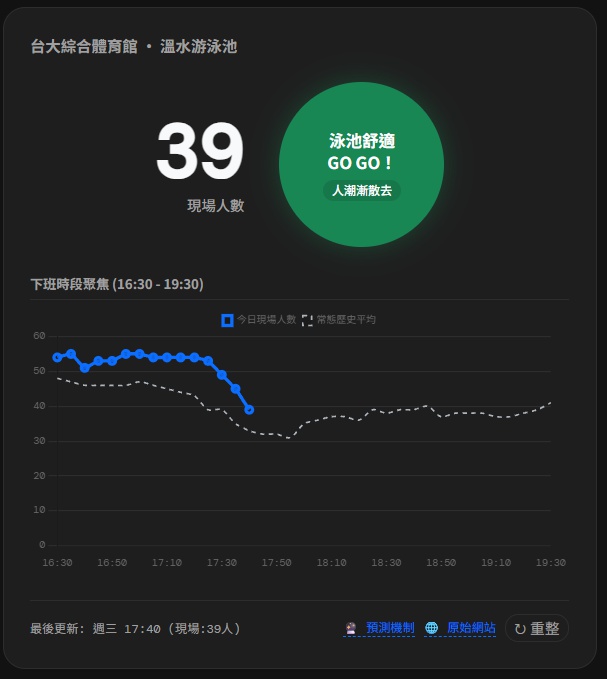 台大綜合體育館 • 溫水游泳池
39
現場人數
泳池舒適
GO GO !
人潮漸散去
下班時段聚焦 (16:30 - 19:30)
今日現場人數 常態歷史平均
60
50
40
30
20
10
0
16:30 16:50 17:10 17:30 17:50 18:10 18:30 18:50 19:10 19:30
最後更新: 週三 17:40 (現場:39人) 🔮 預測機制 🌐 原始網站 ↻ 重整